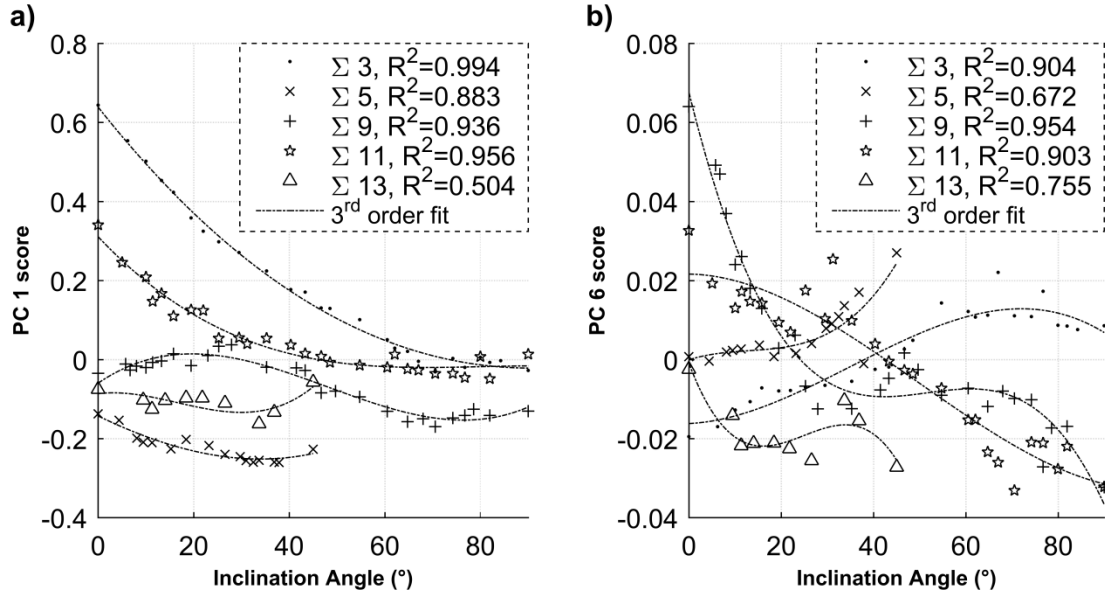 a)
0.8
0.6
0.4
0.2
0
-0.2
-0.4
PC 1 score
Σ 3, R²=0.994
Σ 5, R²=0.883
Σ 9, R²=0.936
Σ 11, R²=0.956
Σ 13, R²=0.504
3rd order fit
0 20 40 60 80
Inclination Angle (°)
b)
0.08
0.06
0.04
0.02
0
-0.02
-0.04
PC 6 score
Σ 3, R²=0.904
Σ 5, R²=0.672
Σ 9, R²=0.954
Σ 11, R²=0.903
Σ 13, R²=0.755
3rd order fit
0 20 40 60 80
Inclination Angle (°)